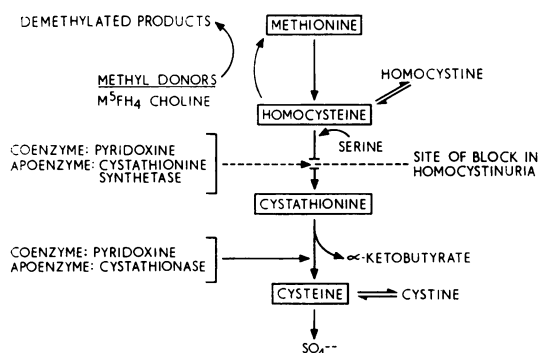 DEMETHYLATED PRODUCTS
METHIONINE
METHYL DONORS
M⁵FH₄ CHOLINE
HOMOCYSTINE
HOMOCYSTEINE
SERINE
COENZYME: PYRIDOXINE
APOENZYME: CYSTATHIONINE
SYNTHETASE
SITE OF BLOCK IN
HOMOCYSTINURIA
CYSTATHIONINE
COENZYME: PYRIDOXINE
APOENZYME: CYSTATHIONASE
∝-KETOBUTYRATE
CYSTEINE
CYSTINE
SO₄--